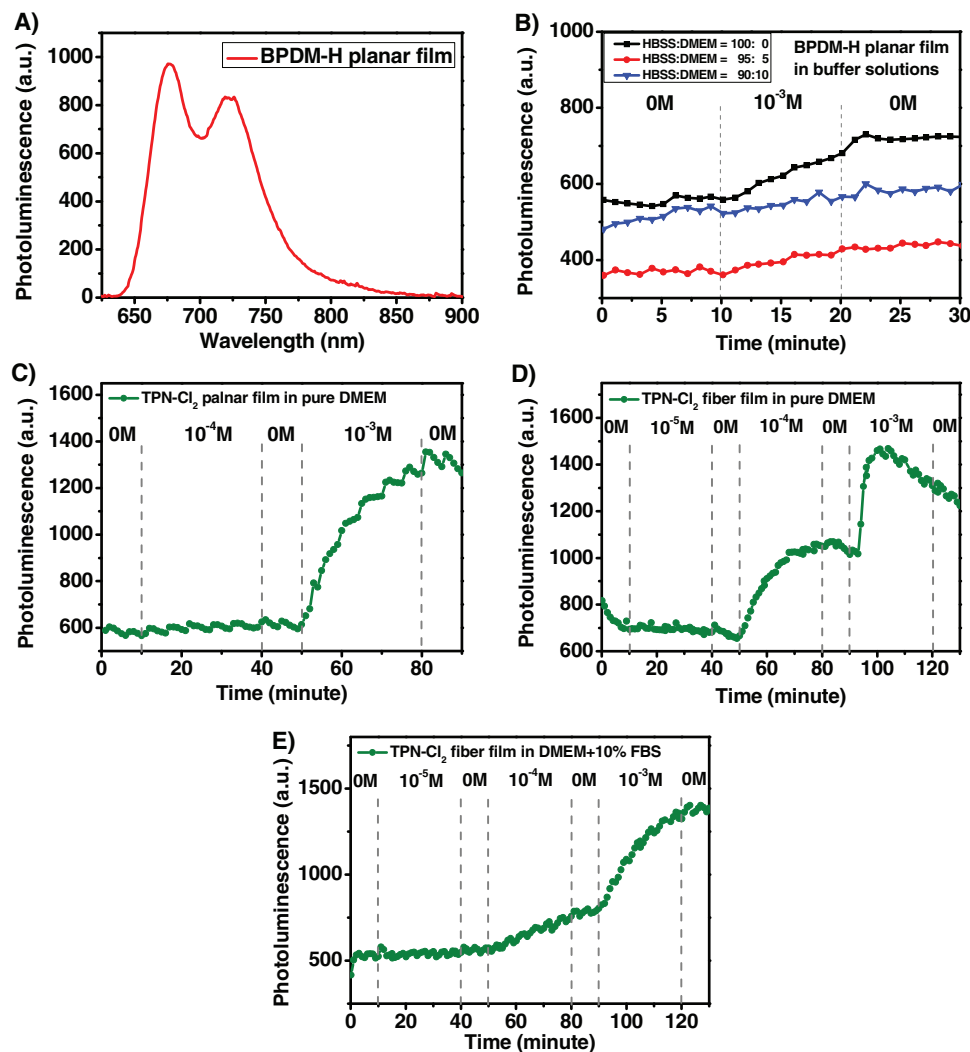 A)
BPDM-H planar film
Photoluminescence (a.u.)
1000
800
600
400
200
0
650 700 750 800 850 900
Wavelength (nm)
B)
HBSS:DMEM = 100: 0
HBSS:DMEM = 95: 5
HBSS:DMEM = 90:10
BPDM-H planar film
in buffer solutions
0M 10⁻³M 0M
Photoluminescence (a.u.)
1000
800
600
400
0 5 10 15 20 25 30
Time (minute)
C)
TPN-Cl₂ palnar film in pure DMEM
0M 10⁻⁴M 0M 10⁻³M 0M
Photoluminescence (a.u.)
1600
1400
1200
1000
800
600
400
0 20 40 60 80
Time (minute)
D)
TPN-Cl₂ fiber film in pure DMEM
0M 10⁻⁵M 0M 10⁻⁴M 0M 10⁻³M 0M
Photoluminescence (a.u.)
1600
1400
1200
1000
800
600
0 20 40 60 80 100 120
Time (minute)
E)
TPN-Cl₂ fiber film in DMEM+10% FBS
0M 10⁻⁵M 0M 10⁻⁴M 0M 10⁻³M 0M
Photoluminescence (a.u.)
1500
1000
500
0 20 40 60 80 100 120
Time (minute)